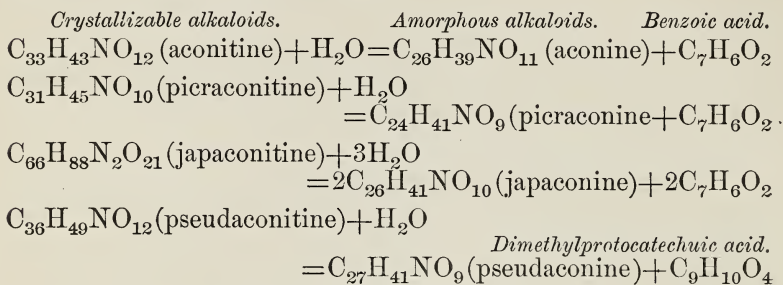 Crystallizable alkaloids. Amorphous alkaloids. Benzoic acid.
C₃₃H₄₃NO₁₂(aconitine)+H₂O=C₂₆H₃₉NO₁₁(aconine)+C₇H₆O₂
C₃₁H₄₅NO₁₀(picraconitine)+H₂O
=C₂₄H₄₁NO₉(picraconine+C₇H₆O₂.
C₆₆H₈₈N₂O₂₁(japaconitine)+3H₂O
=2C₂₆H₄₁NO₁₀(japaconine)+2C₇H₆O₂
C₃₆H₄₉NO₁₂(pseudaconitine)+H₂O
Dimethylprotocatechuic acid.
=C₂₇H₄₁NO₉(pseudaconine)+C₉H₁₀O₄